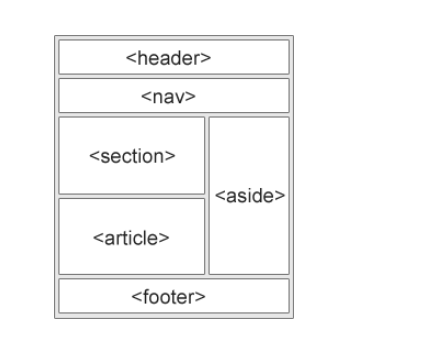 <header>
<nav>
<section>
<aside>
<article>
<footer>